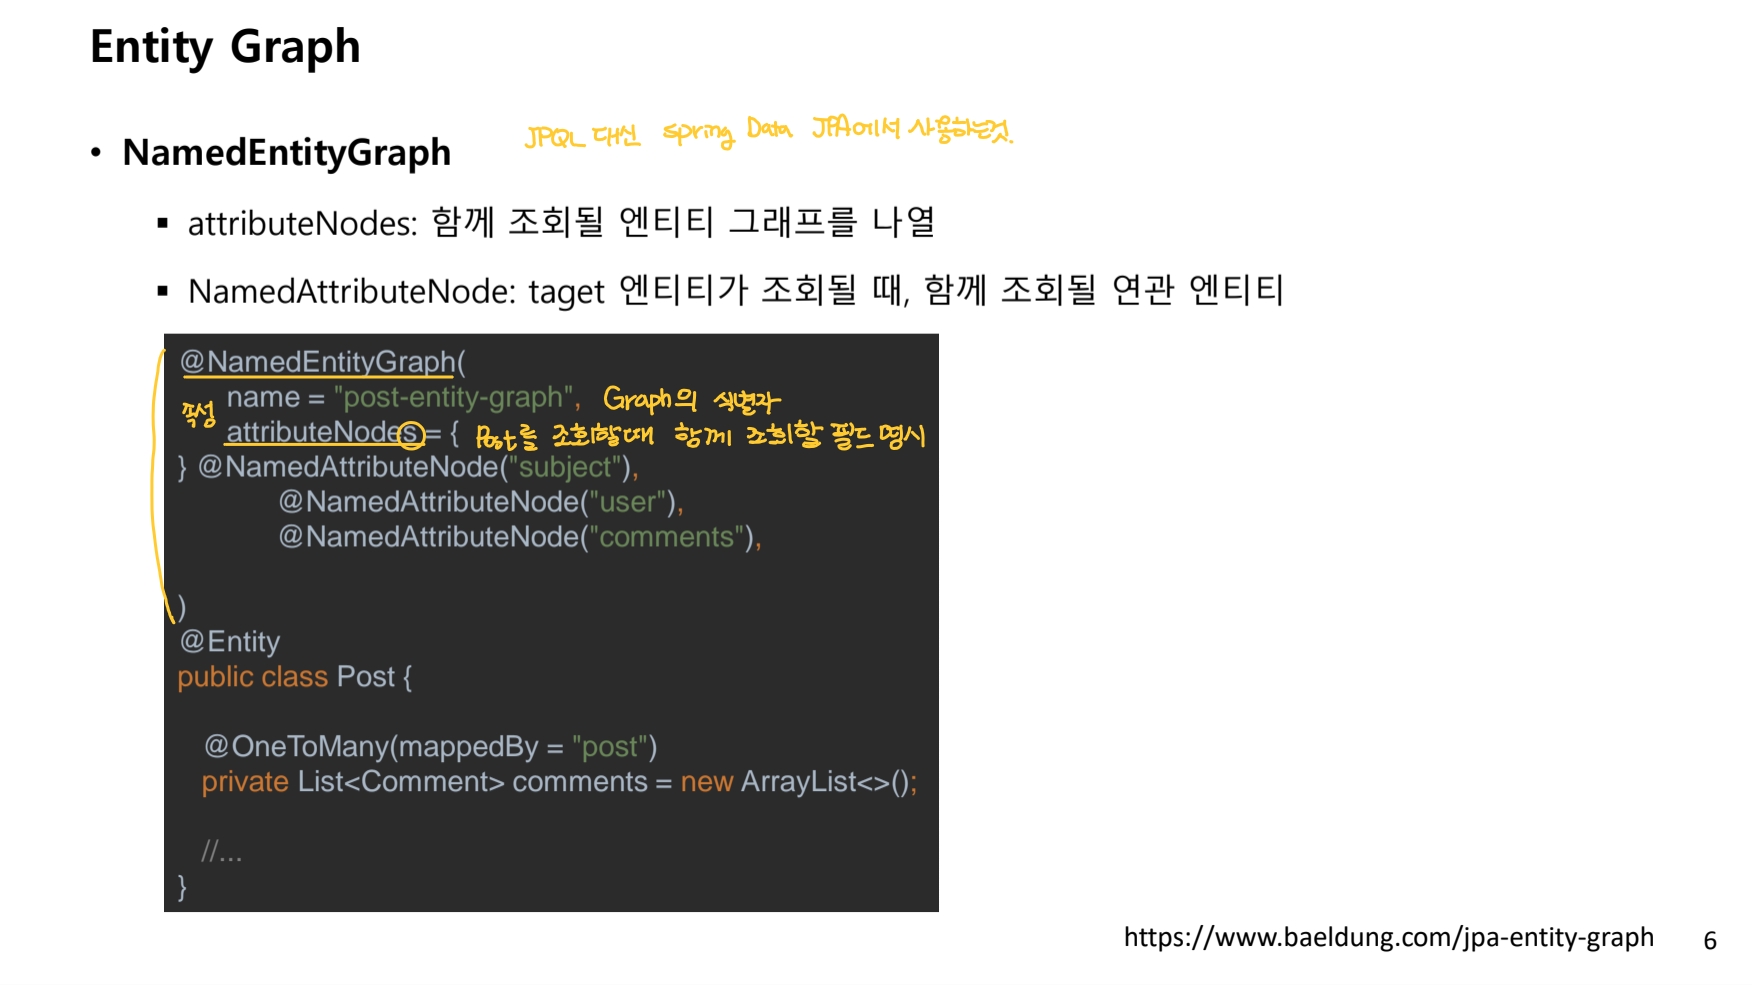 Entity Graph
• NamedEntityGraph JPQL 대신 spring Data JPA에서 사용하는것.
▪ attributeNodes: 함께 조회될 엔티티 그래프를 나열
▪ NamedAttributeNode: taget 엔티티가 조회될 때, 함께 조회될 연관 엔티티
@NamedEntityGraph(
name = "post-entity-graph", Graph의 식별자
속성 attributeNodes = { Post를 조회할때 함께 조회할 필드 명시
} @NamedAttributeNode("subject"),
@NamedAttributeNode("user"),
@NamedAttributeNode("comments"),
)
@Entity
public class Post {
@OneToMany(mappedBy = "post")
private List<Comment> comments = new ArrayList<>();
//...
}
https://www.baeldung.com/jpa-entity-graph 6